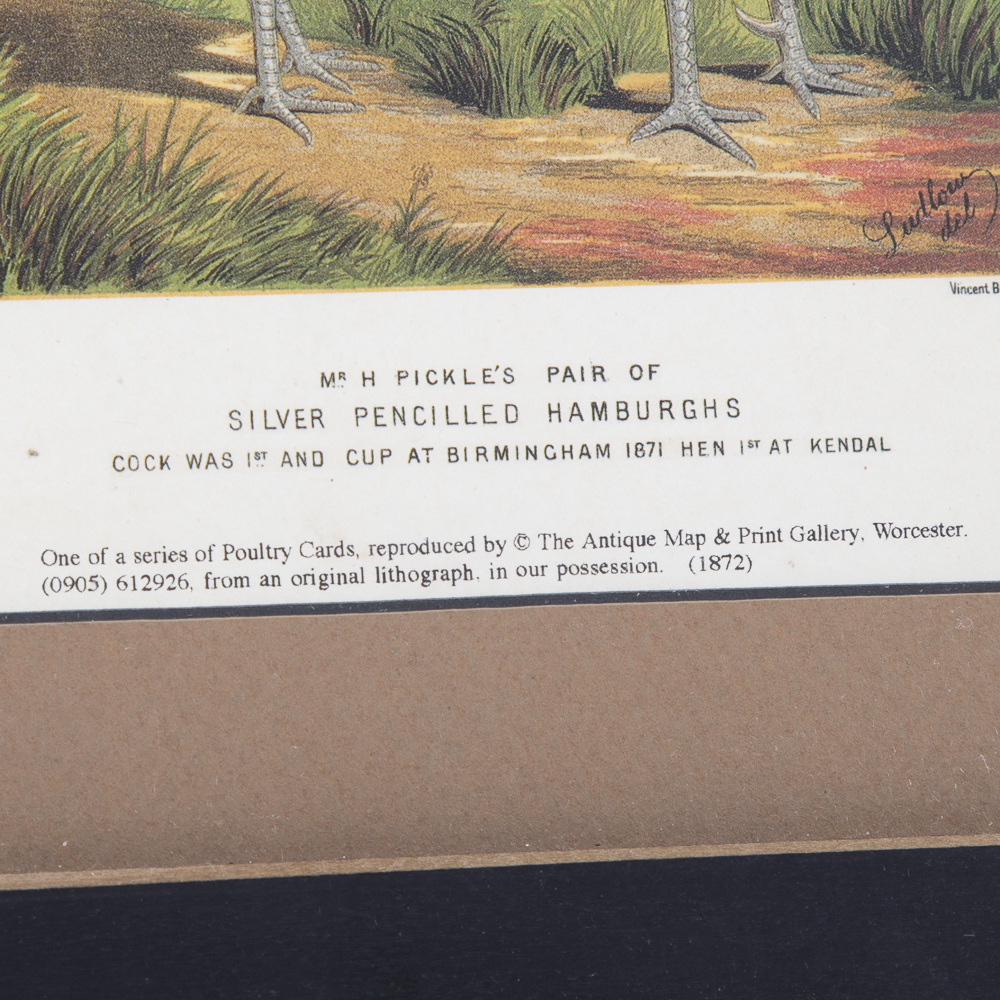 Ludlow
del
Vincent B
MR H PICKLE'S PAIR OF
SILVER PENCILLED HAMBURGHS
COCK WAS 1ST AND CUP AT BIRMINGHAM 1871 HEN 1ST AT KENDAL
One of a series of Poultry Cards, reproduced by © The Antique Map & Print Gallery, Worcester.
(0905) 612926, from an original lithograph, in our possession. (1872)